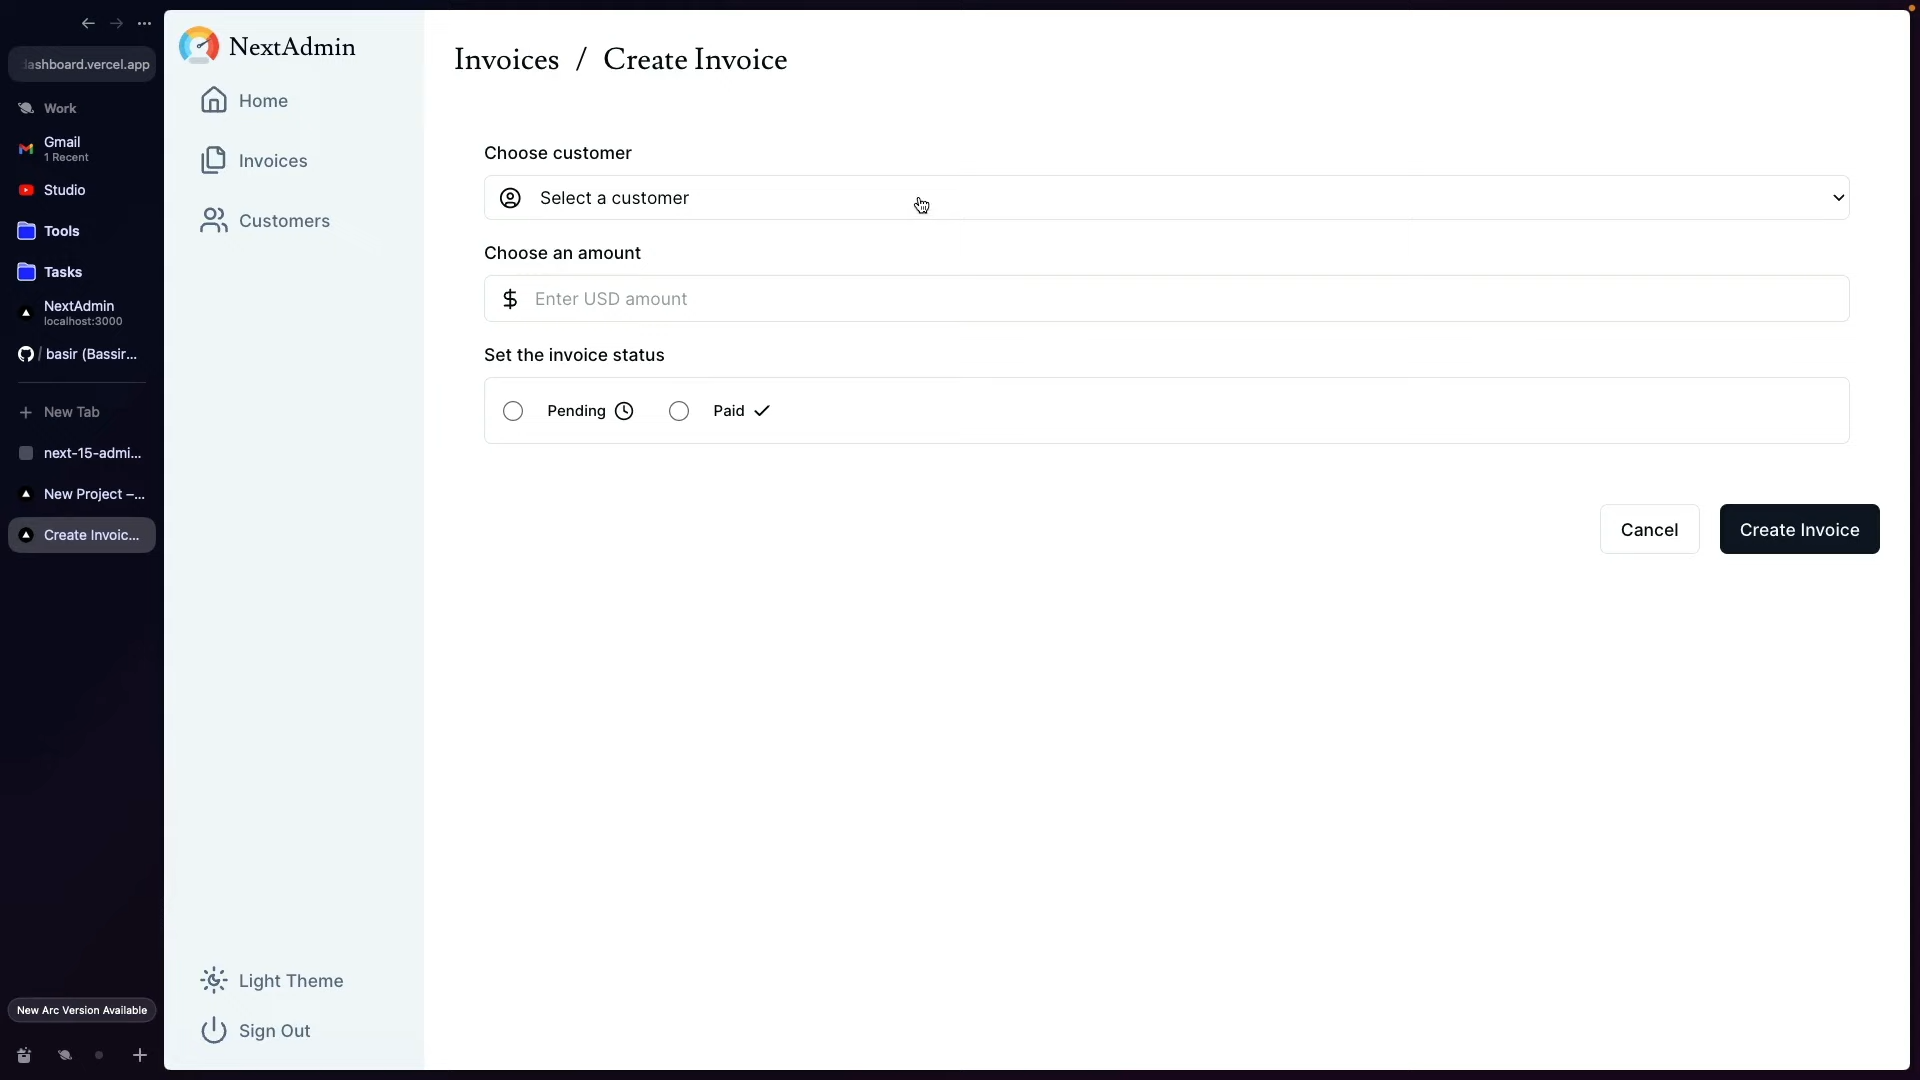 dashboard.vercel.app
Work
Gmail
1 Recent
Studio
Tools
Tasks
NextAdmin
localhost:3000
/ basir (Bassir...
New Tab
next-15-admi...
New Project –...
Create Invoic...
New Arc Version Available
NextAdmin
Home
Invoices
Customers
Light Theme
Sign Out
Invoices / Create Invoice
Choose customer
Select a customer
Choose an amount
$ Enter USD amount
Set the invoice status
Pending Paid
Cancel Create Invoice